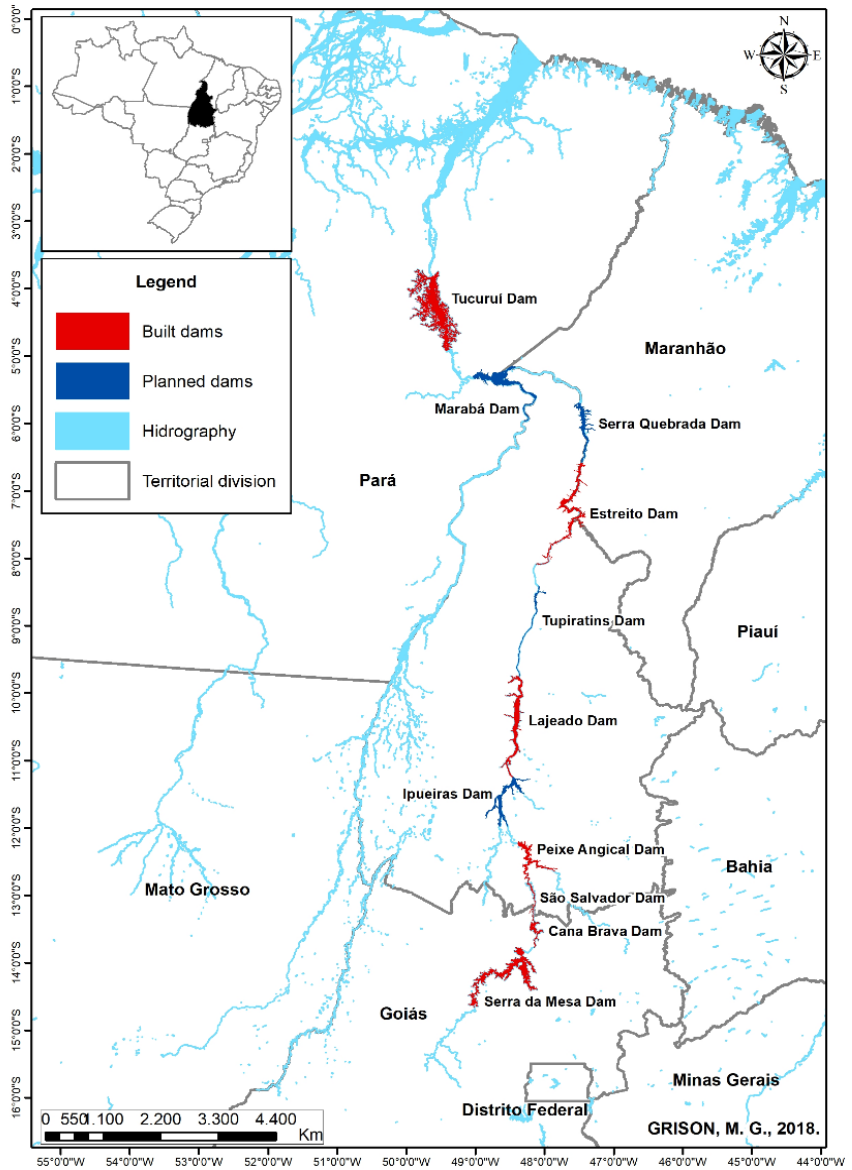 0°0'0"
1°0'0"S
2°0'0"S
3°0'0"S
4°0'0"S
5°0'0"S
6°0'0"S
7°0'0"S
8°0'0"S
9°0'0"S
10°0'0"S
11°0'0"S
12°0'0"S
13°0'0"S
14°0'0"S
15°0'0"S
16°0'0"S
N
W E
S
Legend
Built dams
Planned dams
Hidrography
Territorial division
Tucuruí Dam
Maranhão
Marabá Dam
Serra Quebrada Dam
Pará
Estreito Dam
Tupiratins Dam
Piauí
Lajeado Dam
Ipueiras Dam
Peixe Angical Dam
Bahia
Mato Grosso
São Salvador Dam
Cana Brava Dam
Serra da Mesa Dam
Goiás
Minas Gerais
Distrito Federal
GRISON, M. G., 2018.
0 550 1.100 2.200 3.300 4.400
Km
55°0'0"W 54°0'0"W 53°0'0"W 52°0'0"W 51°0'0"W 50°0'0"W 49°0'0"W 48°0'0"W 47°0'0"W 46°0'0"W 45°0'0"W 44°0'0"W